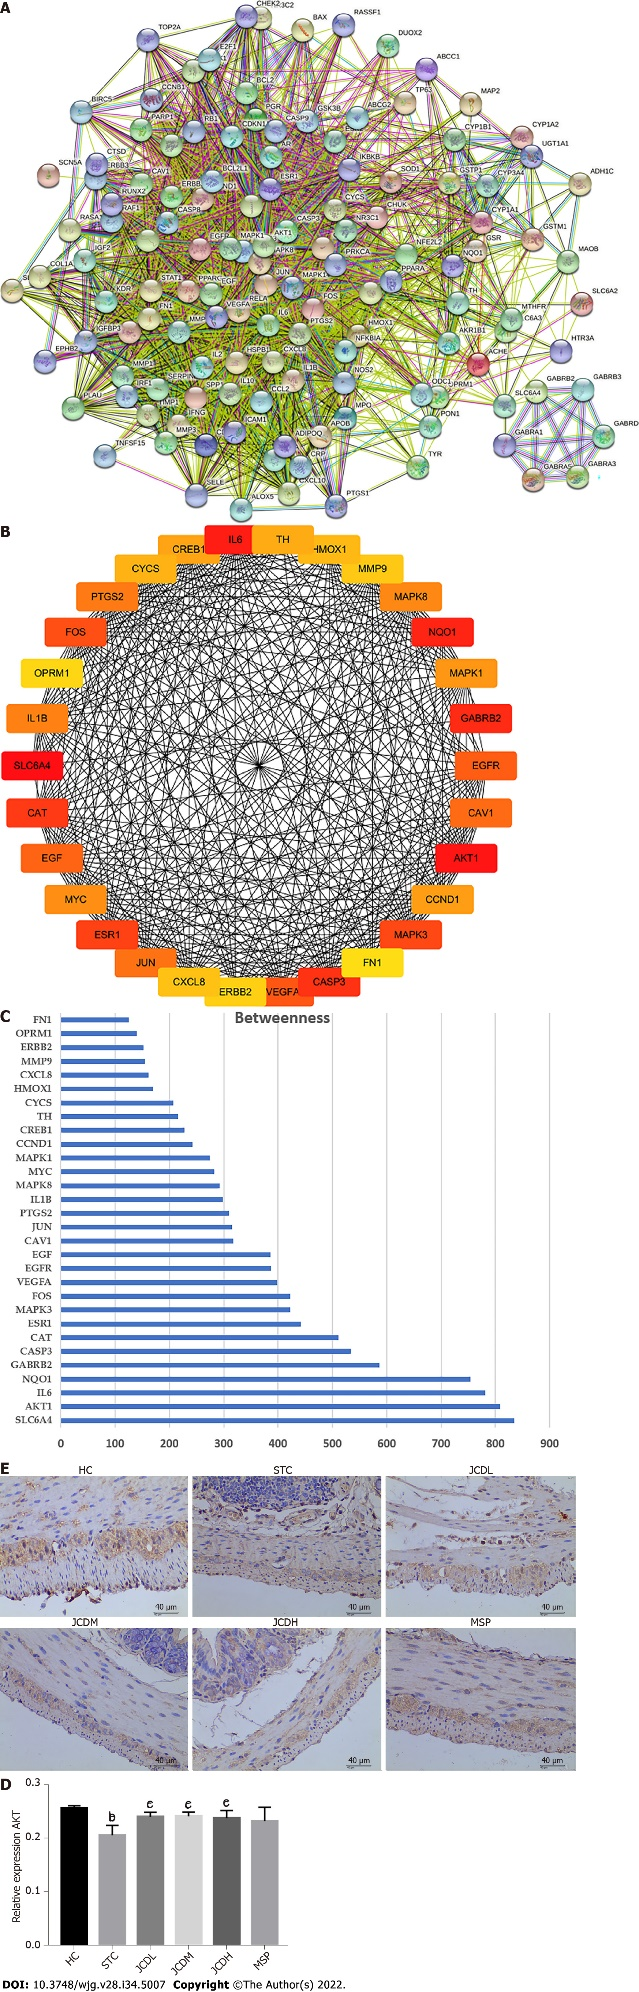 A
CHEK2
TOP2A
BAX
RASSF1
DUOX2
E2F1
ABCC1
BCL2
TP63
MAP2
CCNB1
BIRC5
PARP1
RB1
PGR
CDKN1
CASP9
GSK3B
ABCG2
CYP1B1
CYP1A2
UGT1A1
AR
IKBKB
SCN5A
CTSD
CAV1
BCL2L1
ESR1
SOD1
GSTP1
CYP3A4
ADH1C
RUNX2
ERBB
CYCS
CHUK
CYP1A1
RAF1
CASP8
CASP3
NR3C1
GSTM1
RASA
EGFR
MAPK1
AKT1
NFE2L2
GSR
IGF2
PRKCA
NQO1
MAOB
COL1A
STAT1
PPARG
EGF
JUN
MAPK1
PPARA
KDR
RELA
FOS
TH
MTHFR
SLC6A2
FN1
VEGFA
IL6
IGFBP3
MMP
PTGS2
HMOX1
AKR1B1
C6A3
NFKBIA
EPHB2
IL2
HSPB1
CXCL8
ACHE
HTR3A
MMP1
IL1B
NOS2
IRF1
SERPIN
SPP1
IL10
CCL2
ODC
OPRM1
SLC6A4
GABRB2
GABRB3
PLAU
TIMP1
IFNG
ICAM1
MPO
PON1
GABRA1
GABRD
TNFSF15
MMP3
ADIPOQ
APOB
TYR
GABRA5
GABRA3
CRP
SELE
ALOX5
CXCL10
PTGS1
B
CREB1
IL6
TH
HMOX1
CYCS
MMP9
PTGS2
MAPK8
FOS
NQO1
OPRM1
MAPK1
IL1B
GABRB2
SLC6A4
EGFR
CAT
CAV1
EGF
AKT1
MYC
CCND1
ESR1
MAPK3
JUN
FN1
CXCL8
ERBB2
VEGFA
CASP3
C
Betweenness
FN1
OPRM1
ERBB2
MMP9
CXCL8
HMOX1
CYCS
TH
CREB1
CCND1
MAPK1
MYC
MAPK8
IL1B
PTGS2
JUN
CAV1
EGF
EGFR
VEGFA
FOS
MAPK3
ESR1
CAT
CASP3
GABRB2
NQO1
IL6
AKT1
SLC6A4
0 100 200 300 400 500 600 700 800 900
E
HC STC JCDL
40 μm 40 μm 40 μm
JCDM JCDH MSP
40 μm 40 μm 40 μm
D
Relative expression AKT
0.3
0.2
0.1
0.0
b
HC STC JCDL JCDM JCDH MSP
DOI: 10.3748/wjg.v28.i34.5007 Copyright ©The Author(s) 2022.